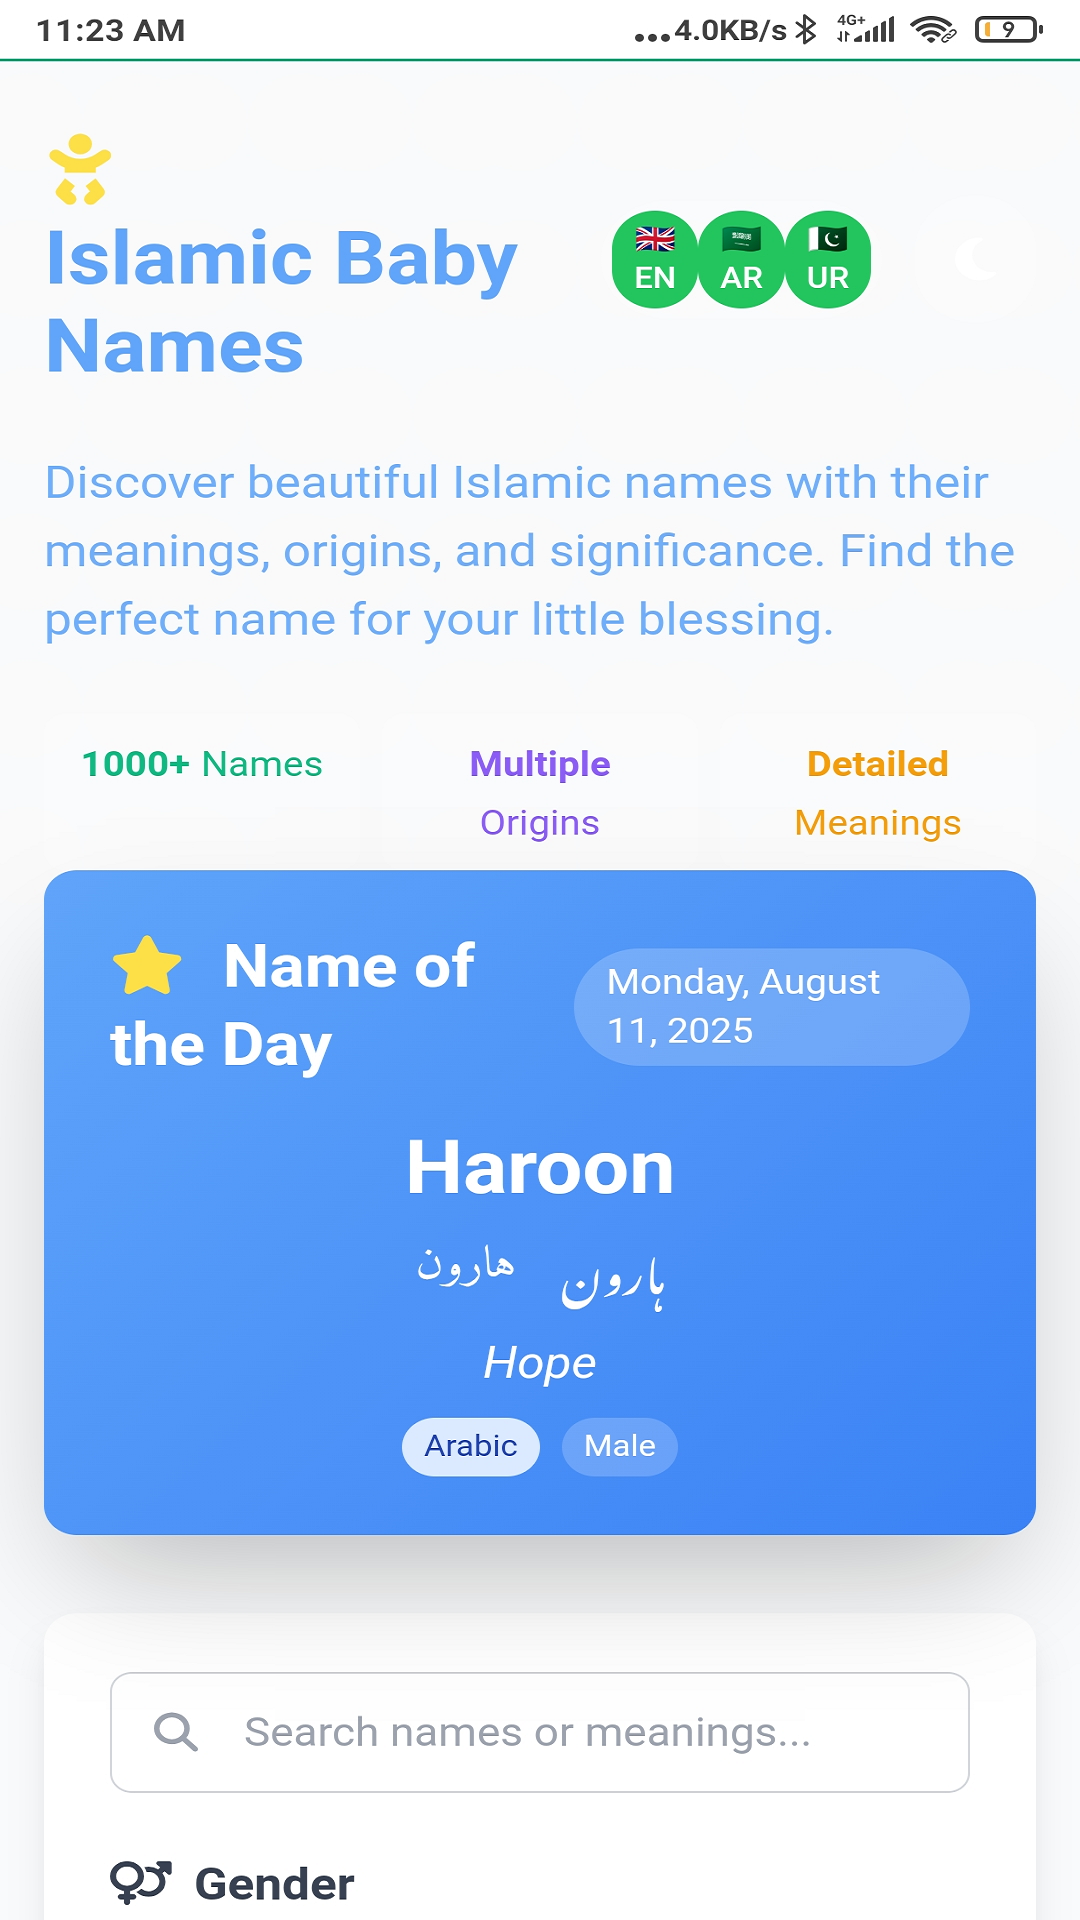 11:23 AM
...4.0KB/s 4G+ 9
Islamic Baby
Names
EN AR UR
Discover beautiful Islamic names with their
meanings, origins, and significance. Find the
perfect name for your little blessing.
1000+ Names
Multiple
Origins
Detailed
Meanings
Name of
the Day
Monday, August
11, 2025
Haroon
هارون ہارون
Hope
Arabic Male
Search names or meanings...
Gender